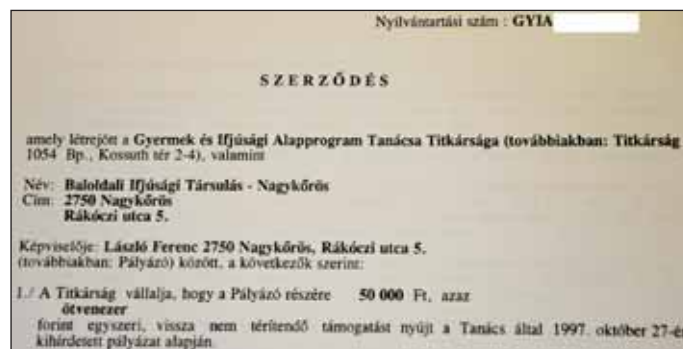 Nyilvántartási szám : GYIA
SZERZŐDÉS
amely létrejött a Gyermek és Ifjúsági Alapprogram Tanácsa Titkársága (továbbiakban: Titkárság
1054 Bp., Kossuth tér 2-4), valamint
Név: Baloldali Ifjúsági Társulás - Nagykőrös
Cím: 2750 Nagykőrös
Rákóczi utca 5.
Képviselője: László Ferenc 2750 Nagykőrös, Rákóczi utca 5.
(továbbiakban: Pályázó) között, a következők szerint:
1./ A Titkárság vállalja, hogy a Pályázó részére 50 000 Ft, azaz
ötvenezer
forint egyszeri, vissza nem térítendő támogatást nyújt a Tanács által 1997. október 27-én
kihirdetett pályázat alapján.